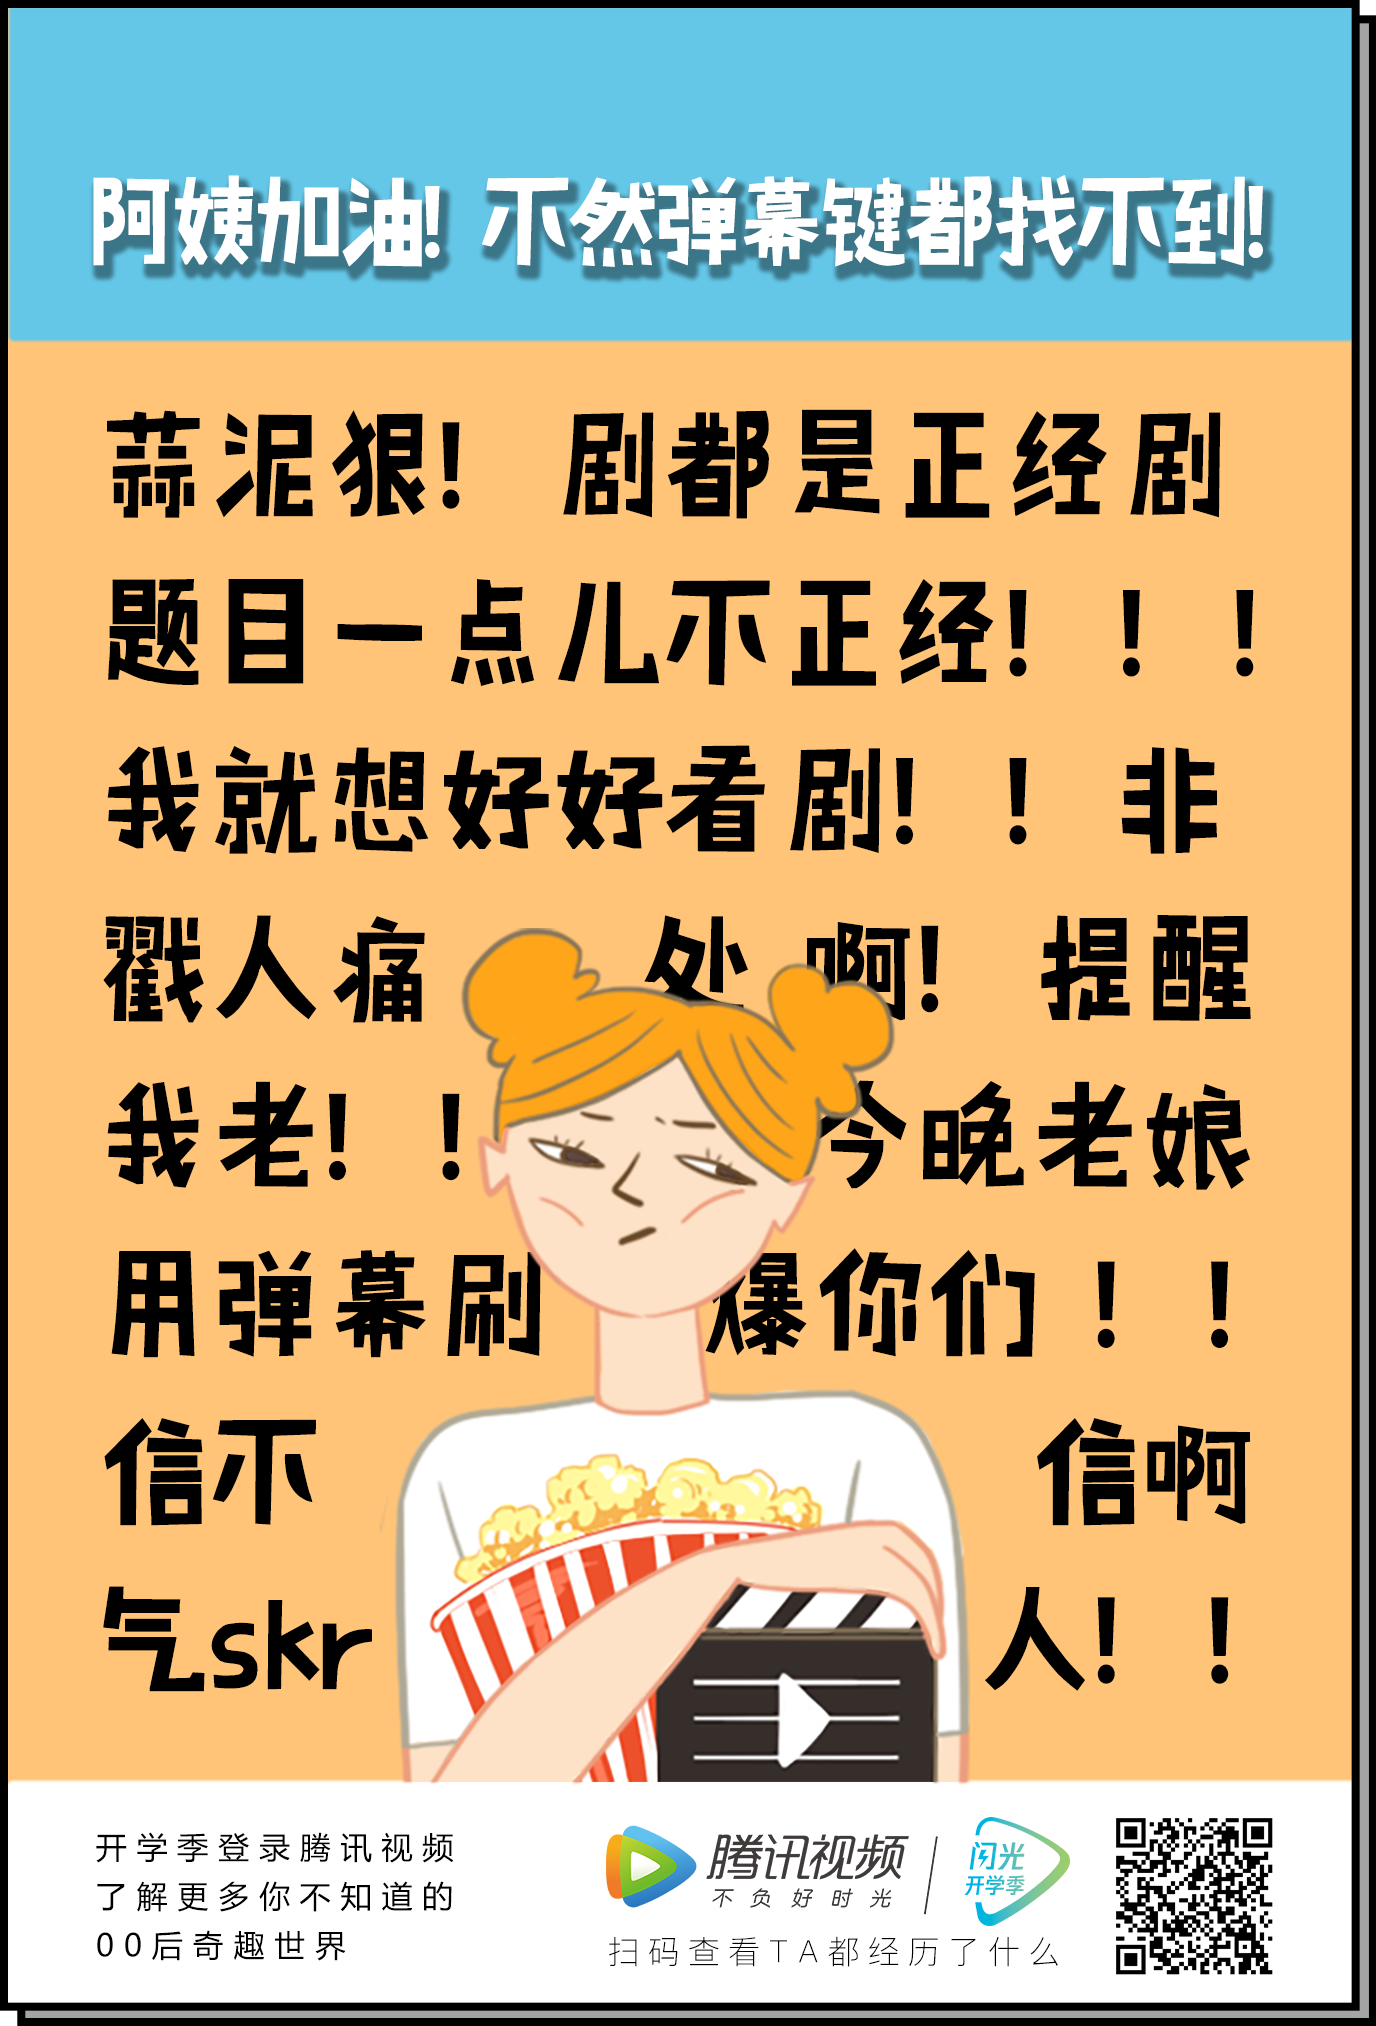 阿姨加油! 不然弹幕键都找不到!
蒜泥狠! 剧都是正经剧
题目一点儿不正经!!!
我就想好好看剧!! 非
戳人痛处啊! 提醒
我老!! 今晚老娘
用弹幕刷爆你们!!
信不信啊
气skr人!!
开学季登录腾讯视频
了解更多你不知道的
00后奇趣世界
腾讯视频
不负好时光
闪光
开学季
扫码查看TA都经历了什么